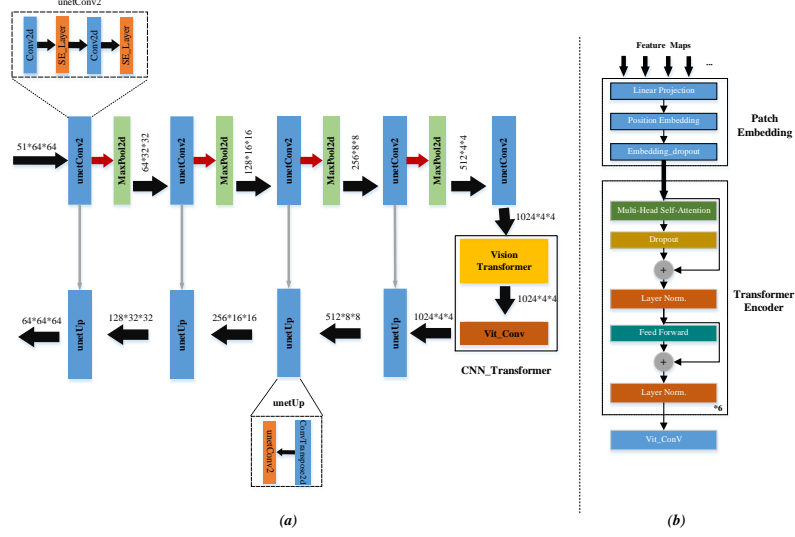 unetConv2
Conv2d
SE_Layer
Conv2d
SE_Layer
51*64*64
unetConv2
MaxPool2d
64*32*32
unetConv2
MaxPool2d
128*16*16
unetConv2
MaxPool2d
256*8*8
unetConv2
MaxPool2d
512*4*4
unetConv2
1024*4*4
Vision
Transformer
1024*4*4
Vit_Conv
CNN_Transformer
64*64*64
unetUp
128*32*32
unetUp
256*16*16
unetUp
512*8*8
unetUp
1024*4*4
unetUp
unetConv2
ConvTranspose2d
(a)
Feature Maps
...
Linear Projection
Position Embedding
Embedding_dropout
Patch
Embedding
Multi-Head Self-Attention
Dropout
+
Layer Norm.
Feed Forward
+
Layer Norm.
*6
Transformer
Encoder
Vit_ConV
(b)